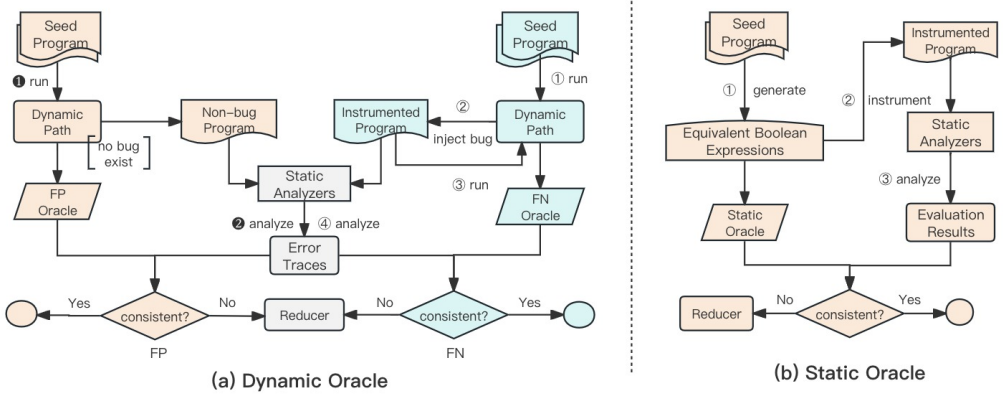 Seed
Program
❶ run
Dynamic
Path
no bug
exist
FP
Oracle
Non-bug
Program
Instrumented
Program
Seed
Program
① run
②
inject bug
Dynamic
Path
③ run
FN
Oracle
Static
Analyzers
❷ analyze ④ analyze
Error
Traces
Yes
consistent?
No
Reducer
No
consistent?
Yes
FP
FN
(a) Dynamic Oracle
Seed
Program
① generate
Equivalent Boolean
Expressions
② instrument
Instrumented
Program
Static
Analyzers
③ analyze
Static
Oracle
Evaluation
Results
Reducer
No
consistent?
Yes
(b) Static Oracle